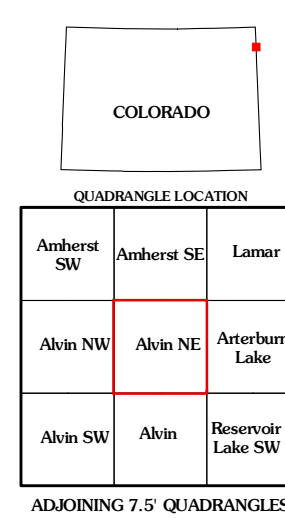 COLORADO
QUADRANGLE LOCATION
Amherst SW
Amherst SE
Lamar
Alvin NW
Alvin NE
Arterburn Lake
Alvin SW
Alvin
Reservoir Lake SW
ADJOINING 7.5' QUADRANGLES